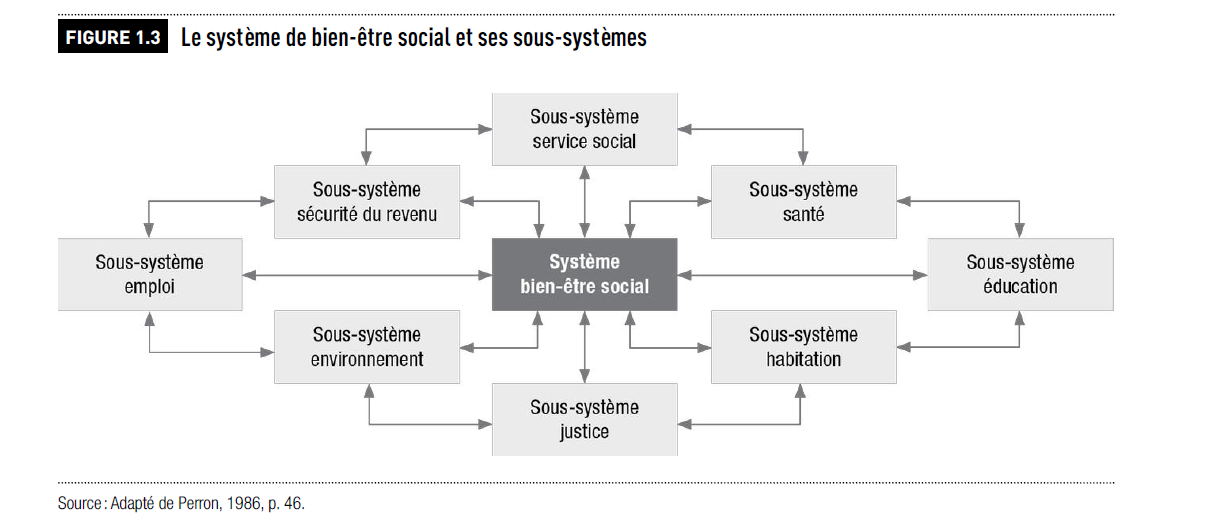 FIGURE 1.3 Le système de bien-être social et ses sous-systèmes
Sous-système
service social
Sous-système
sécurité du revenu
Sous-système
santé
Sous-système
emploi
Système
bien-être social
Sous-système
éducation
Sous-système
environnement
Sous-système
habitation
Sous-système
justice
Source : Adapté de Perron, 1986, p. 46.